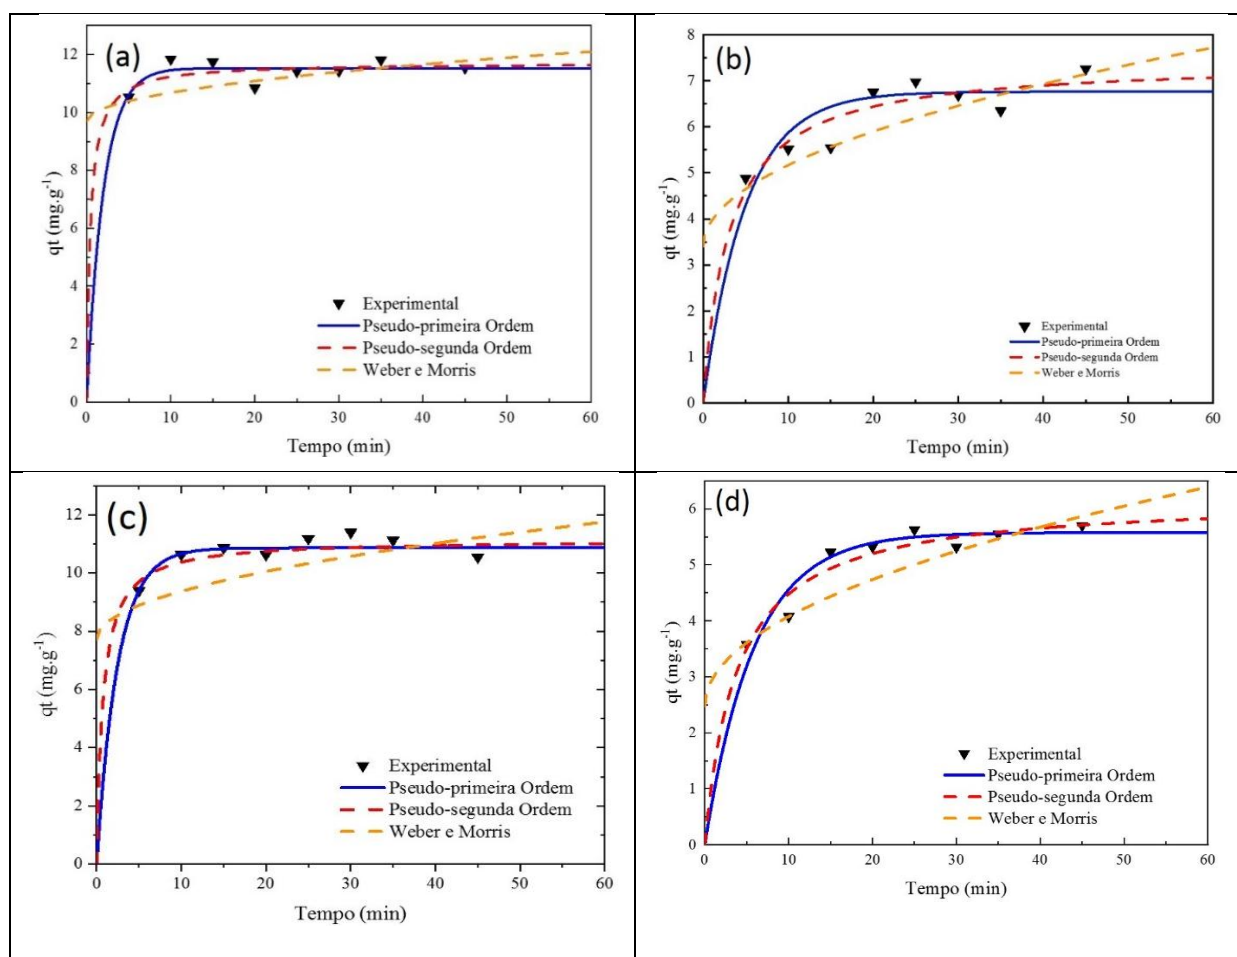 (a)
12
10
8
6
4
2
0
qt (mg.g-1)
Experimental
Pseudo-primeira Ordem
Pseudo-segunda Ordem
Weber e Morris
0 10 20 30 40 50 60
Tempo (min)
(b)
8
7
6
5
4
3
2
1
0
qt (mg.g-1)
Experimental
Pseudo-primeira Ordem
Pseudo-segunda Ordem
Weber e Morris
0 10 20 30 40 50 60
Tempo (min)
(c)
12
10
8
6
4
2
0
qt (mg.g-1)
Experimental
Pseudo-primeira Ordem
Pseudo-segunda Ordem
Weber e Morris
0 10 20 30 40 50 60
Tempo (min)
(d)
6
5
4
3
2
1
0
qt (mg.g-1)
Experimental
Pseudo-primeira Ordem
Pseudo-segunda Ordem
Weber e Morris
0 10 20 30 40 50 60
Tempo (min)